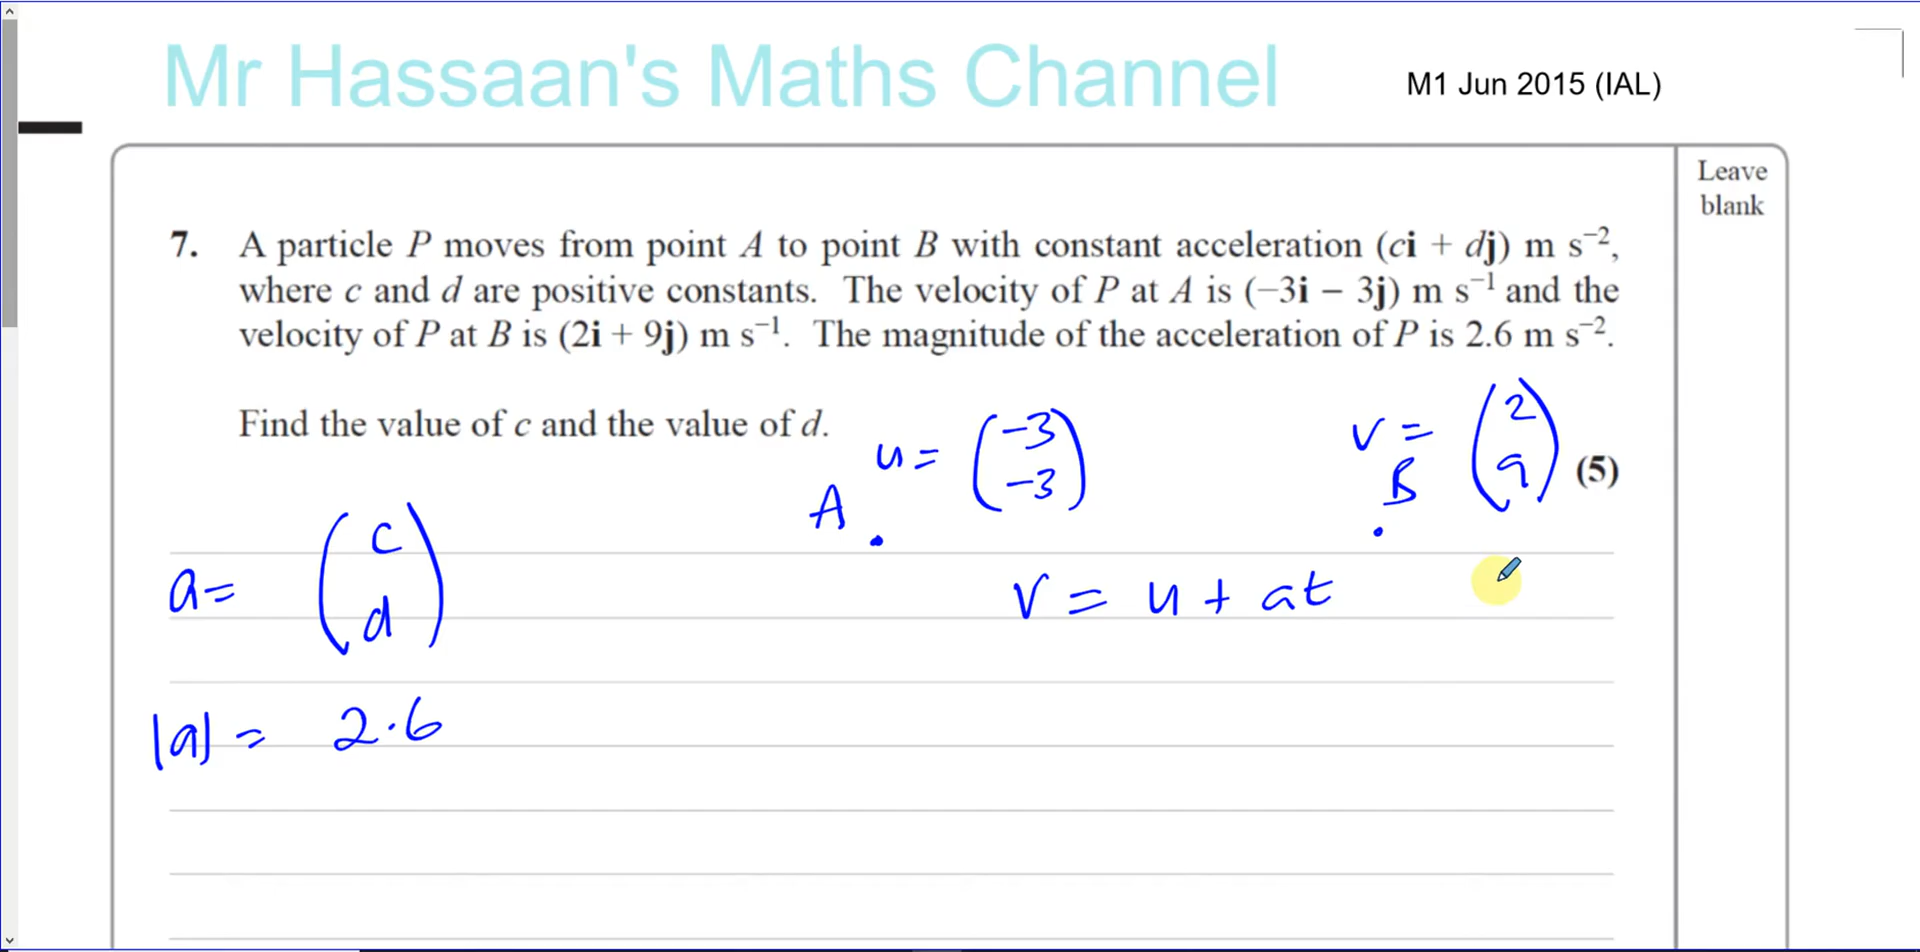 Mr Hassaan's Maths Channel
M1 Jun 2015 (IAL)
Leave
blank
7. A particle P moves from point A to point B with constant acceleration (ci + dj) m s⁻²,
where c and d are positive constants. The velocity of P at A is (−3i − 3j) m s⁻¹ and the
velocity of P at B is (2i + 9j) m s⁻¹. The magnitude of the acceleration of P is 2.6 m s⁻².
Find the value of c and the value of d.
(5)
u = (-3
-3)
A
v = (2
9)
B
a = (c
d)
v = u + at
|a| = 2.6